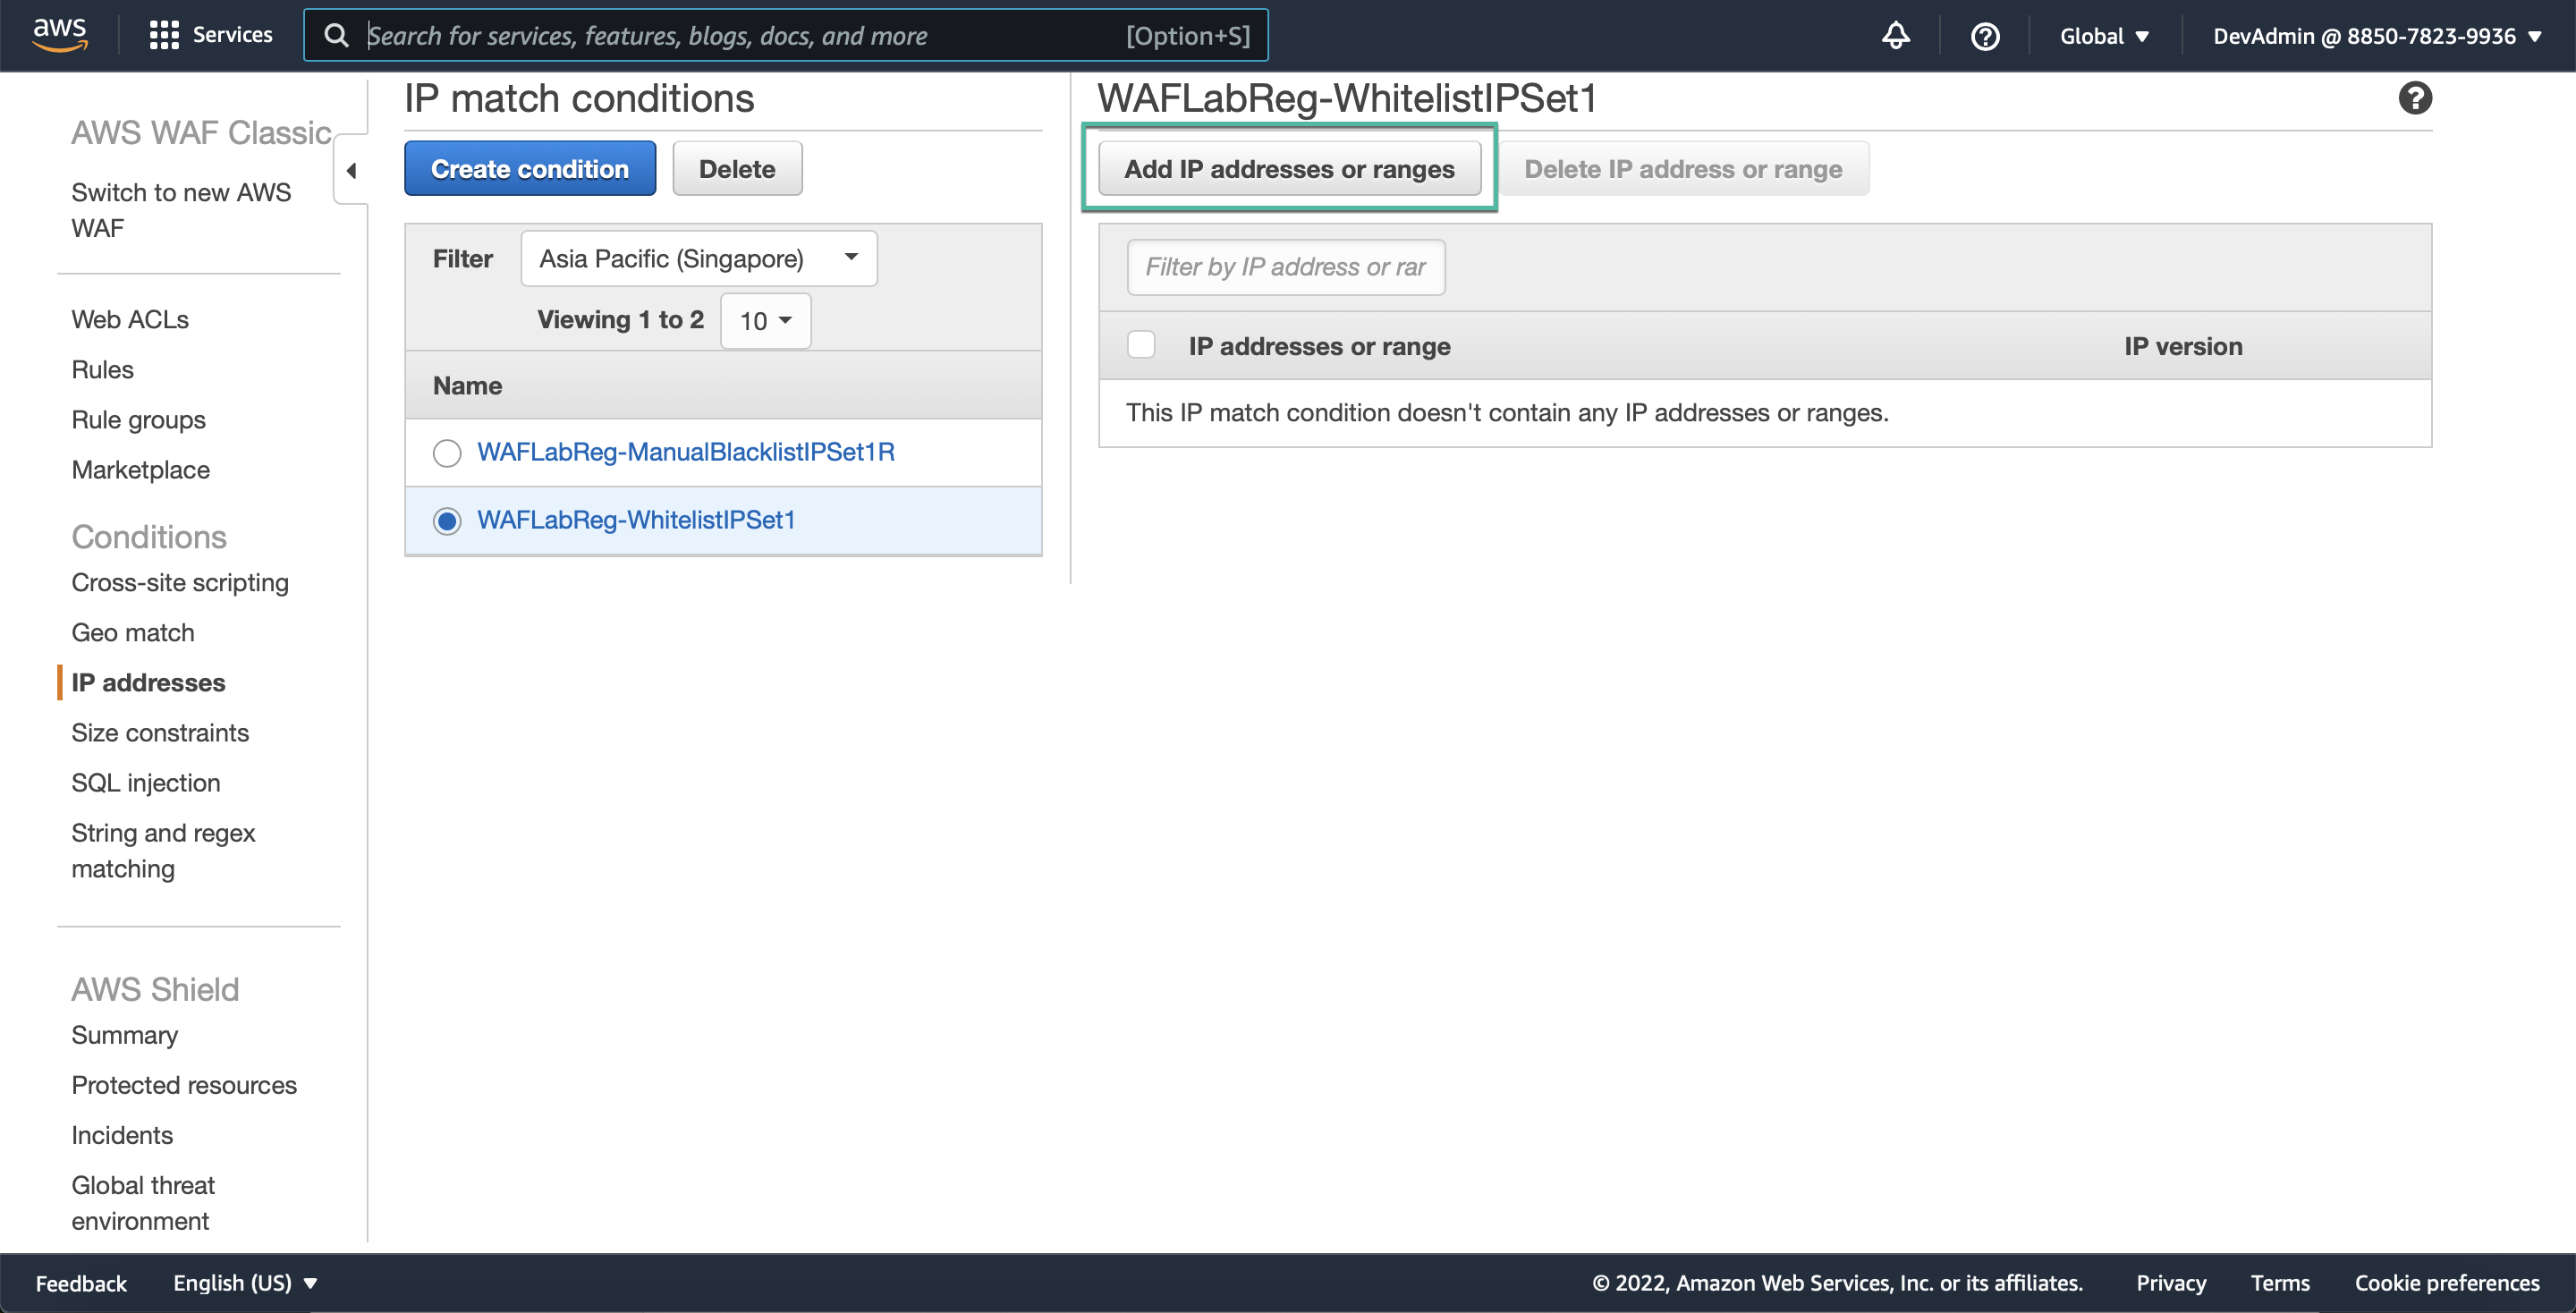 aws
Services
Search for services, features, blogs, docs, and more
[Option+S]
Global
DevAdmin @ 8850-7823-9936
AWS WAF Classic
Switch to new AWS
WAF
Web ACLs
Rules
Rule groups
Marketplace
Conditions
Cross-site scripting
Geo match
IP addresses
Size constraints
SQL injection
String and regex
matching
AWS Shield
Summary
Protected resources
Incidents
Global threat
environment
IP match conditions
Create condition
Delete
Filter
Asia Pacific (Singapore)
Viewing 1 to 2
10
Name
WAFLabReg-ManualBlacklistIPSet1R
WAFLabReg-WhitelistIPSet1
WAFLabReg-WhitelistIPSet1
Add IP addresses or ranges
Delete IP address or range
Filter by IP address or rar
IP addresses or range
IP version
This IP match condition doesn't contain any IP addresses or ranges.
Feedback
English (US)
© 2022, Amazon Web Services, Inc. or its affiliates.
Privacy
Terms
Cookie preferences